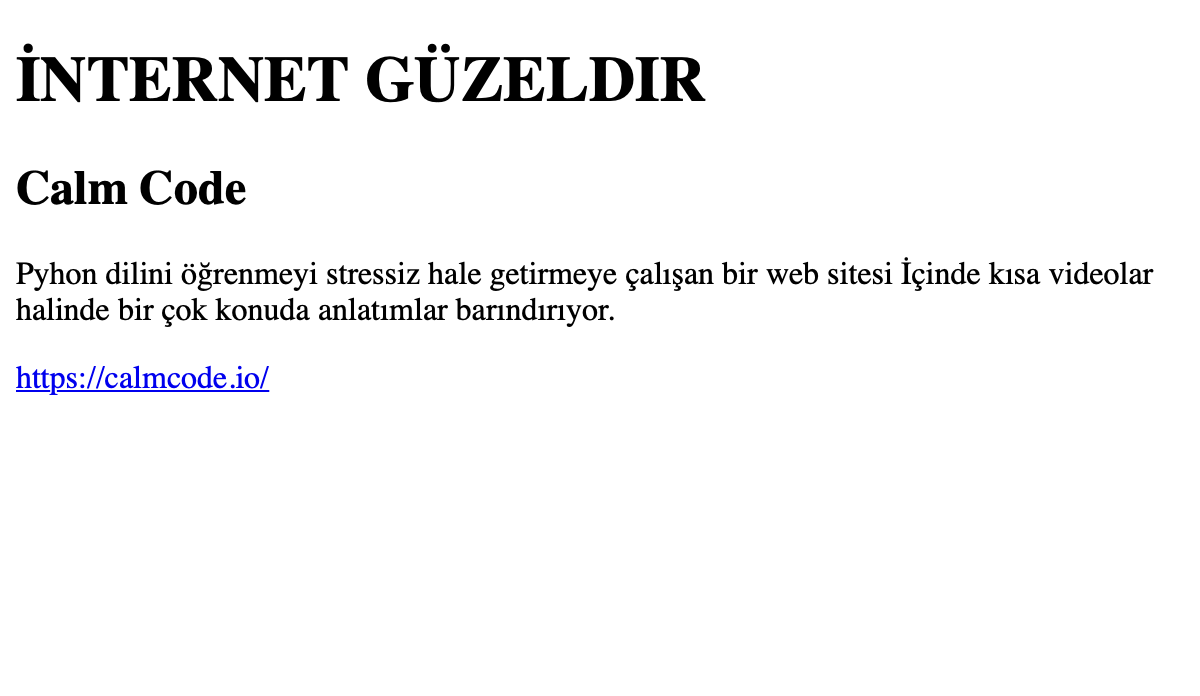 İNTERNET GÜZELDIR
Calm Code
Pyhon dilini öğrenmeyi stressiz hale getirmeye çalışan bir web sitesi İçinde kısa videolar
halinde bir çok konuda anlatımlar barındırıyor.
https://calmcode.io/